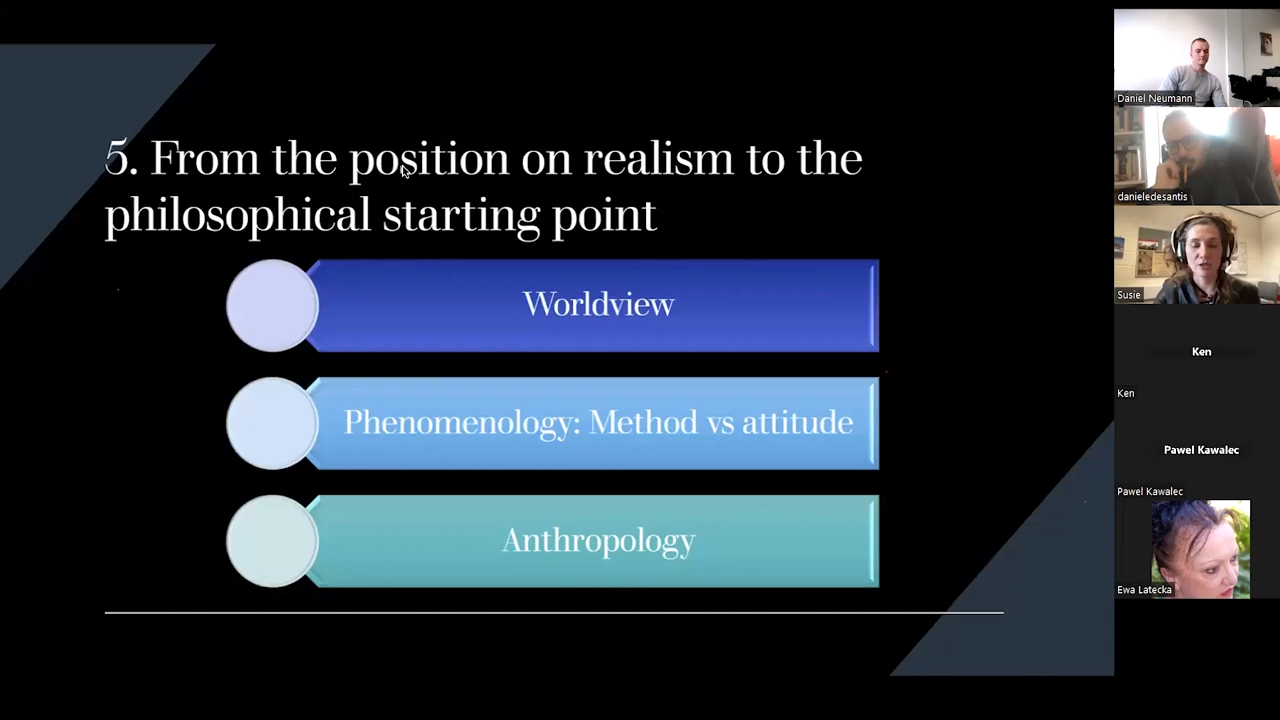 5. From the position on realism to the
philosophical starting point
Worldview
Phenomenology: Method vs attitude
Anthropology
Daniel Neumann
danieledesantis
Susie
Ken
Ken
Pawel Kawalec
Pawel Kawalec
Ewa Latecka